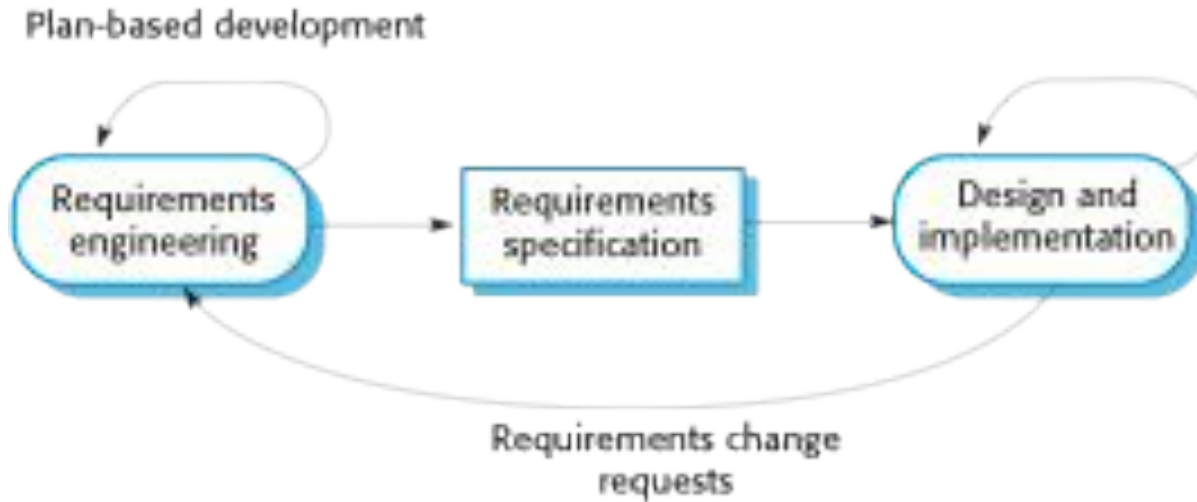 Plan-based development
Requirements
engineering
Requirements
specification
Design and
implementation
Requirements change
requests